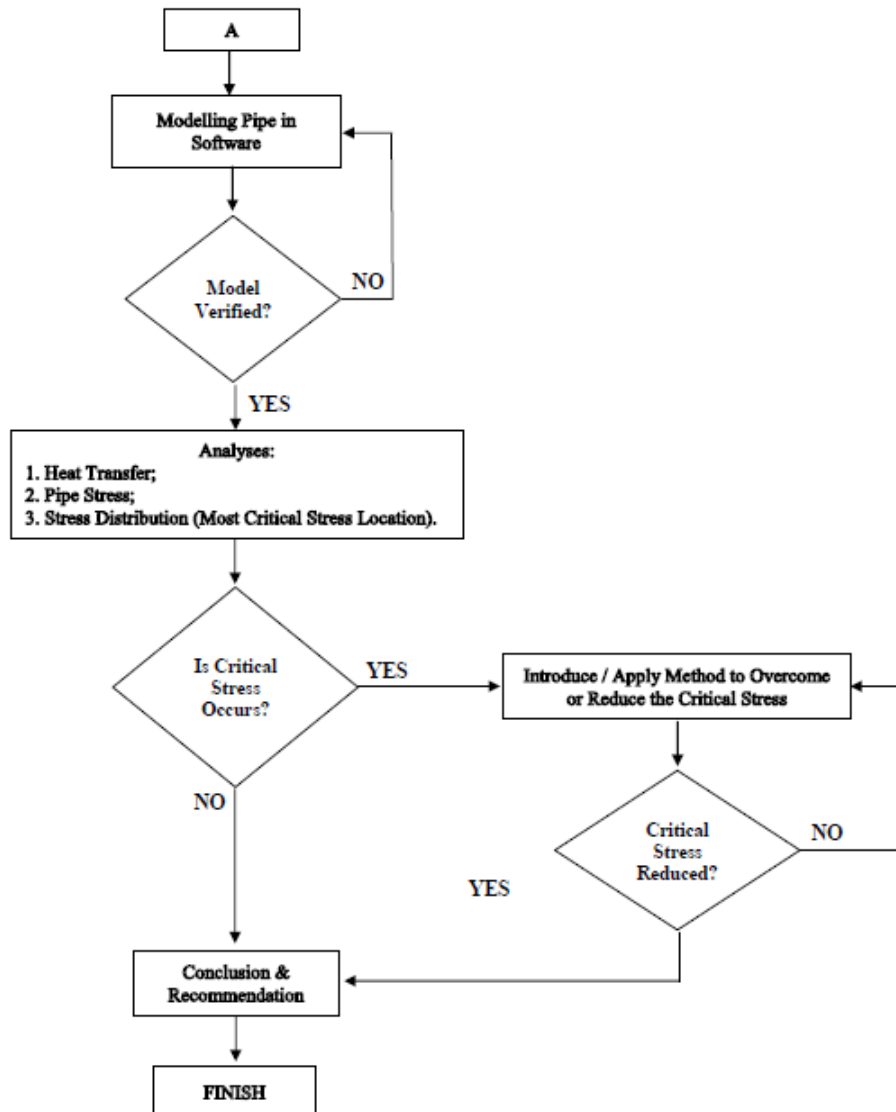 A
Modelling Pipe in
Software
Model
Verified?
NO
YES
Analyses:
1. Heat Transfer;
2. Pipe Stress;
3. Stress Distribution (Most Critical Stress Location).
Is Critical
Stress
Occurs?
YES
NO
Introduce / Apply Method to Overcome
or Reduce the Critical Stress
Critical
Stress
Reduced?
NO
YES
Conclusion &
Recommendation
FINISH